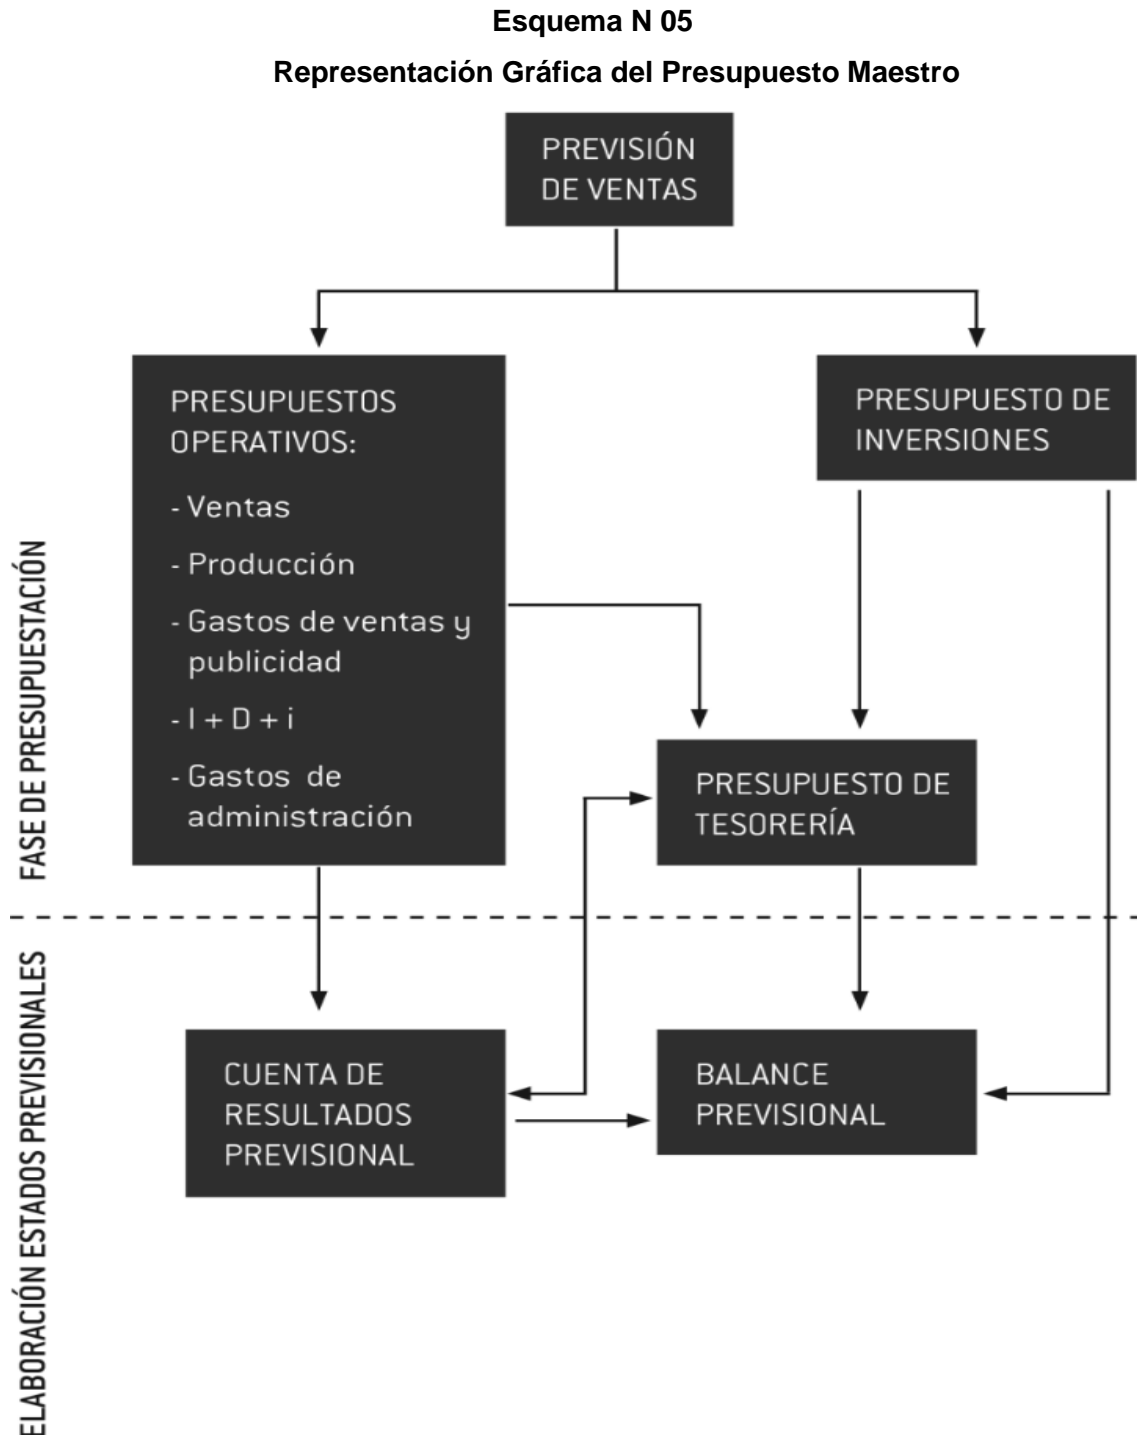 Esquema N 05
Representación Gráfica del Presupuesto Maestro
PREVISIÓN
DE VENTAS
PRESUPUESTOS
OPERATIVOS:
- Ventas
- Producción
- Gastos de ventas y
publicidad
- I + D + i
- Gastos de
administración
PRESUPUESTO DE
INVERSIONES
PRESUPUESTO DE
TESORERÍA
FASE DE PRESUPUESTACIÓN
CUENTA DE
RESULTADOS
PREVISIONAL
BALANCE
PREVISIONAL
ELABORACIÓN ESTADOS PREVISIONALES